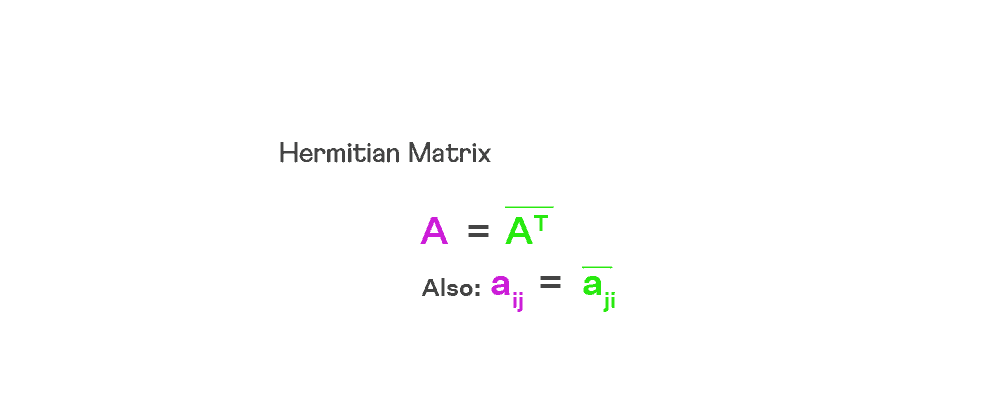 Hermitian Matrix
A = A̅ᵀ̅
Also: aᵢⱼ = a̅ⱼᵢ